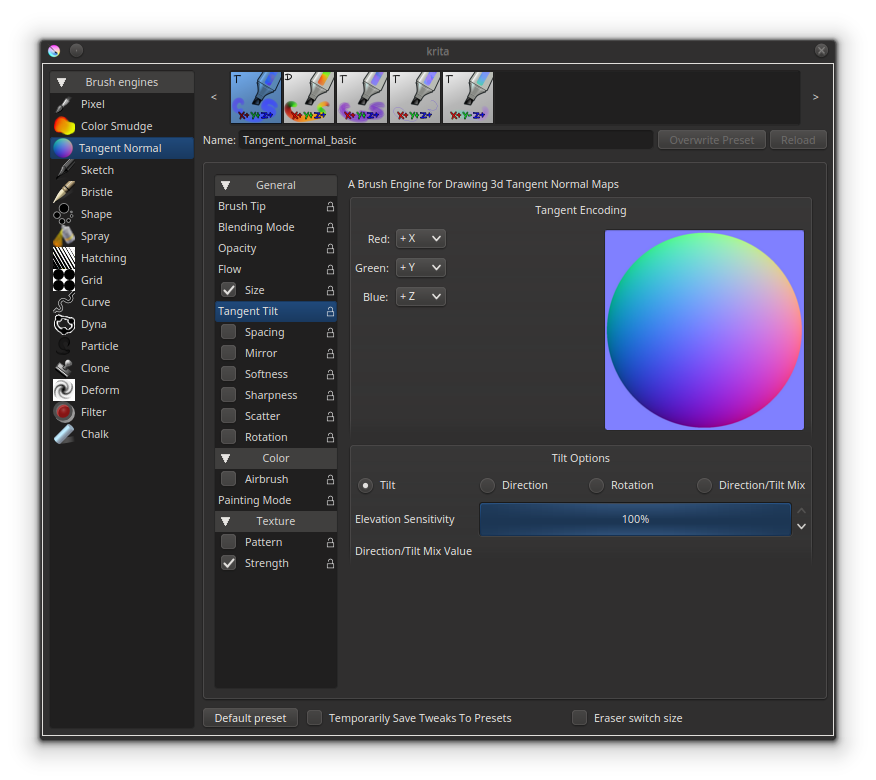 krita
Brush engines
Pixel
Color Smudge
Tangent Normal
Sketch
Bristle
Shape
Spray
Hatching
Grid
Curve
Dyna
Particle
Clone
Deform
Filter
Chalk
<
T X+ Y+ Z+
D X+ Y+ Z+
T X+ Y+ Z+
T X+ Y-Z+
T X+ Y-Z+
>
Name: Tangent_normal_basic Overwrite Preset Reload
General
Brush Tip
Blending Mode
Opacity
Flow
Size
Tangent Tilt
Spacing
Mirror
Softness
Sharpness
Scatter
Rotation
Color
Airbrush
Painting Mode
Texture
Pattern
Strength
A Brush Engine for Drawing 3d Tangent Normal Maps
Tangent Encoding
Red: + X
Green: + Y
Blue: + Z
Tilt Options
Tilt Direction Rotation Direction/Tilt Mix
Elevation Sensitivity 100%
Direction/Tilt Mix Value
Default preset Temporarily Save Tweaks To Presets Eraser switch size